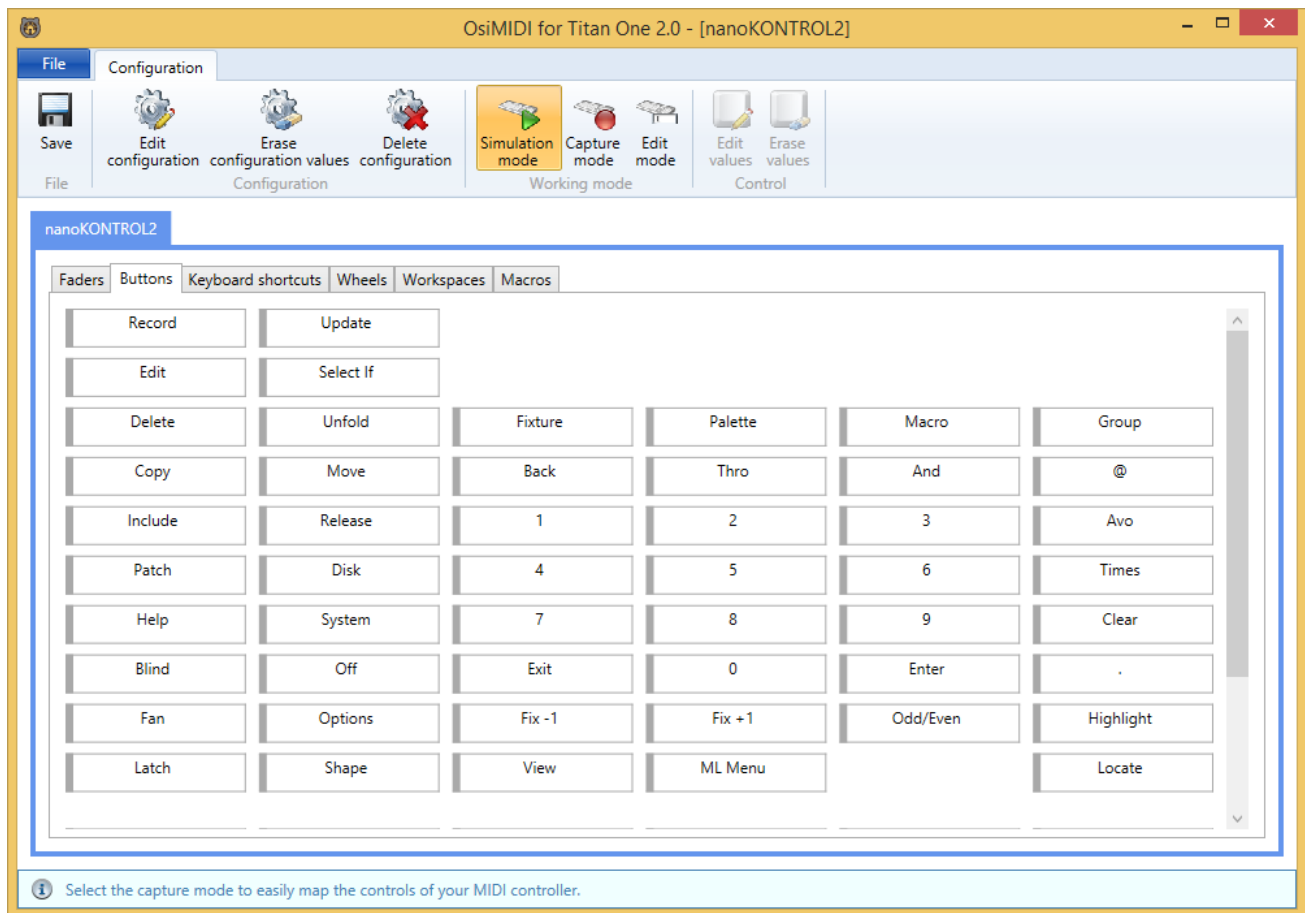 OsiMIDI for Titan One 2.0 - [nanoKONTROL2]
File Configuration
Save Edit configuration Erase configuration values Delete configuration Simulation mode Capture mode Edit mode Edit values Erase values
File Configuration Working mode Control
nanoKONTROL2
Faders Buttons Keyboard shortcuts Wheels Workspaces Macros
Record Update
Edit Select If
Delete Unfold Fixture Palette Macro Group
Copy Move Back Thro And @
Include Release 1 2 3 Avo
Patch Disk 4 5 6 Times
Help System 7 8 9 Clear
Blind Off Exit 0 Enter .
Fan Options Fix -1 Fix +1 Odd/Even Highlight
Latch Shape View ML Menu Locate
Select the capture mode to easily map the controls of your MIDI controller.